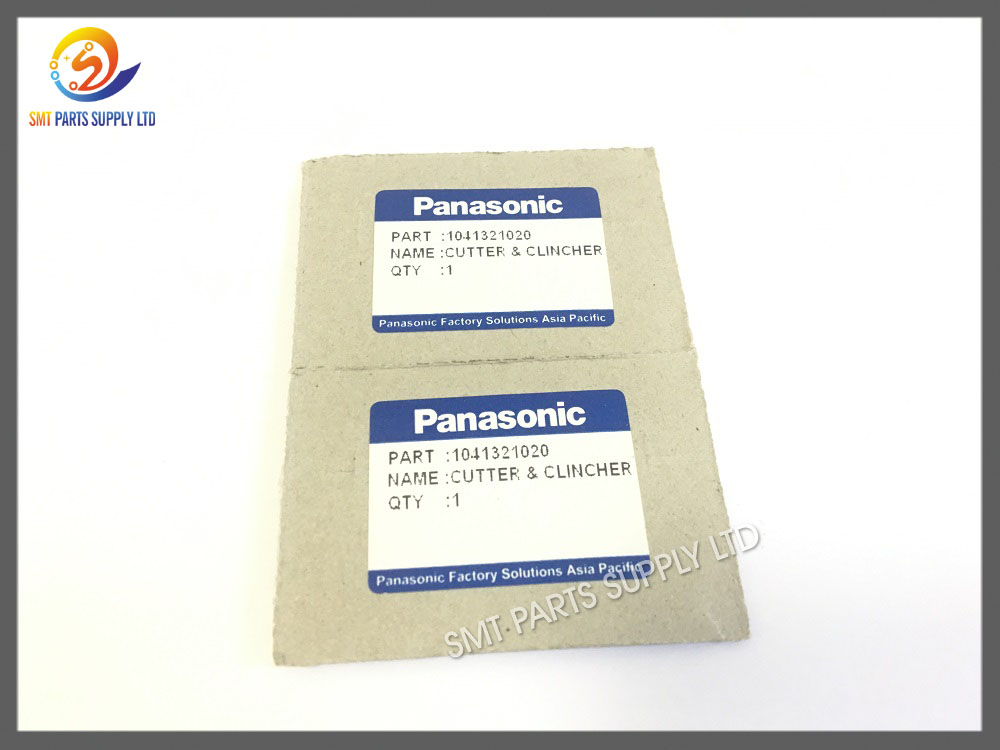 SMT PARTS SUPPLY LTD
Panasonic
PART :1041321020
NAME :CUTTER & CLINCHER
QTY :1
Panasonic Factory Solutions Asia Pacific
Panasonic
PART :1041321020
NAME :CUTTER & CLINCHER
QTY :1
Panasonic Factory Solutions Asia Pacific
SMT PARTS SUPPLY LTD